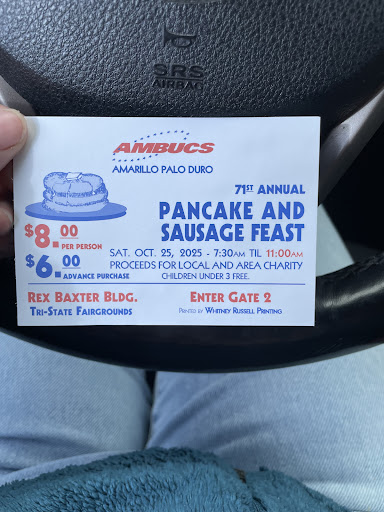 SRS
AIRBAG
AMBUCS
AMARILLO PALO DURO
71ST ANNUAL
PANCAKE AND
SAUSAGE FEAST
$8.00
PER PERSON
$6.00
ADVANCE PURCHASE
SAT. OCT. 25, 2025 - 7:30AM TIL 11:00AM
PROCEEDS FOR LOCAL AND AREA CHARITY
CHILDREN UNDER 3 FREE.
REX BAXTER BLDG.
TRI-STATE FAIRGROUNDS
ENTER GATE 2
PRINTED BY WHITNEY RUSSELL PRINTING